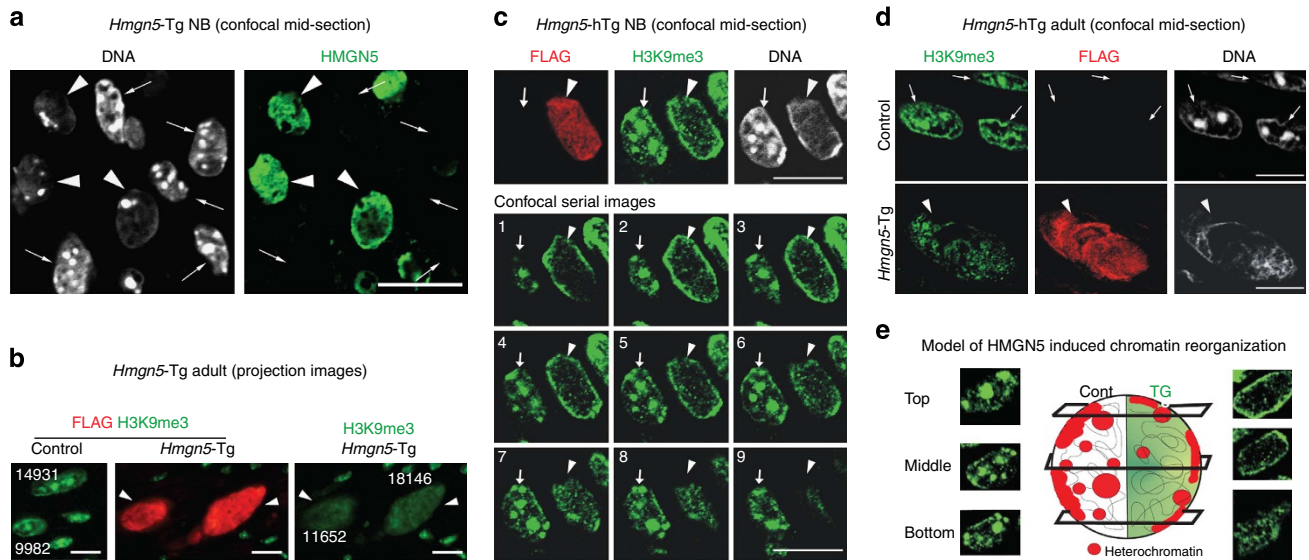 a
Hmgn5-Tg NB (confocal mid-section)
DNA
HMGN5
b
Hmgn5-Tg adult (projection images)
FLAG H3K9me3
Control
Hmgn5-Tg
H3K9me3
Hmgn5-Tg
14931
9982
18146
11652
c
Hmgn5-hTg NB (confocal mid-section)
FLAG
H3K9me3
DNA
Confocal serial images
1
2
3
4
5
6
7
8
9
d
Hmgn5-hTg adult (confocal mid-section)
H3K9me3
FLAG
DNA
Control
Hmgn5-Tg
e
Model of HMGN5 induced chromatin reorganization
Top
Middle
Bottom
Cont
TG
Heterochromatin